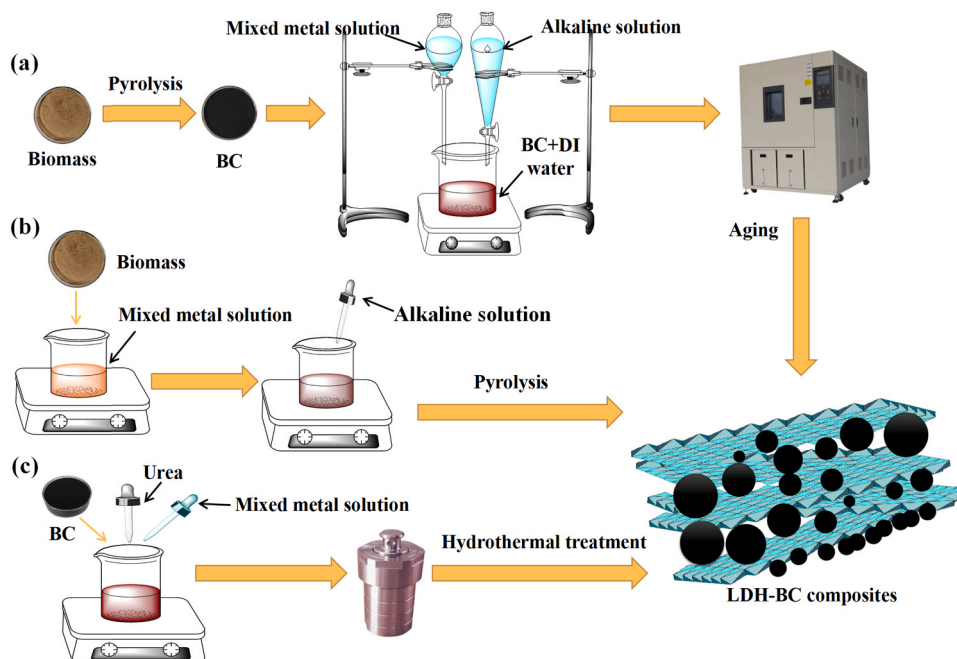 (a)
Mixed metal solution
Alkaline solution
Pyrolysis
Biomass
BC
BC+DI
water
Aging
(b)
Biomass
Mixed metal solution
Alkaline solution
Pyrolysis
(c)
Urea
Mixed metal solution
BC
Hydrothermal treatment
LDH-BC composites